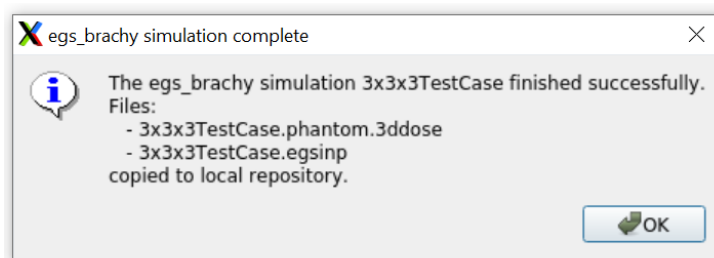 egs_brachy simulation complete
The egs_brachy simulation 3x3x3TestCase finished successfully.
Files:
- 3x3x3TestCase.phantom.3ddose
- 3x3x3TestCase.egsinp
copied to local repository.
OK